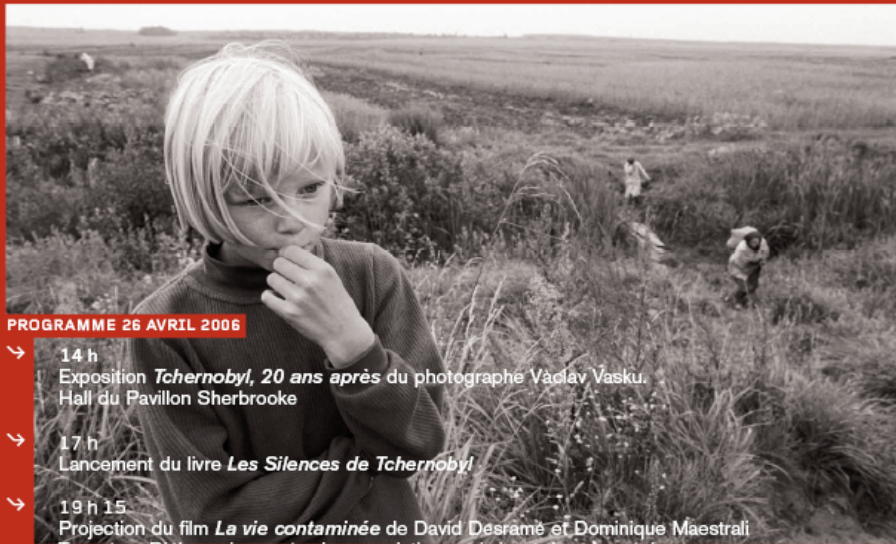 PROGRAMME 26 AVRIL 2006
14 h
Exposition Tchernobyl, 20 ans après du photographe Vàclav Vasku.
Hall du Pavillon Sherbrooke
17 h
Lancement du livre Les Silences de Tchernobyl
19 h 15
Projection du film La vie contaminée de David Desramé et Dominique Maestrali